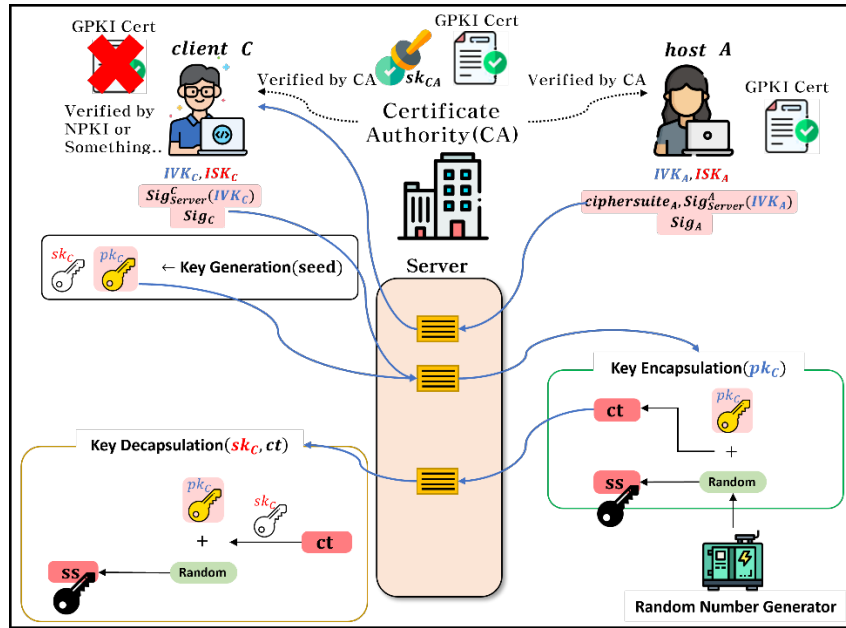 GPKI Cert
client C
GPKI Cert
host A
sk_CA
GPKI Cert
Verified by CA
Verified by CA
Verified by
NPKI or
Something..
Certificate
Authority(CA)
IVK_C, ISK_C
Sig^C_Server(IVK_C)
Sig_C
IVK_A, ISK_A
ciphersuite_A, Sig^A_Server(IVK_A)
Sig_A
sk_C
pk_C
← Key Generation(seed)
Server
Key Encapsulation(pk_C)
pk_C
ct
+
ss
Random
Key Decapsulation(sk_C, ct)
pk_C
sk_C
+
ct
ss
Random
Random Number Generator